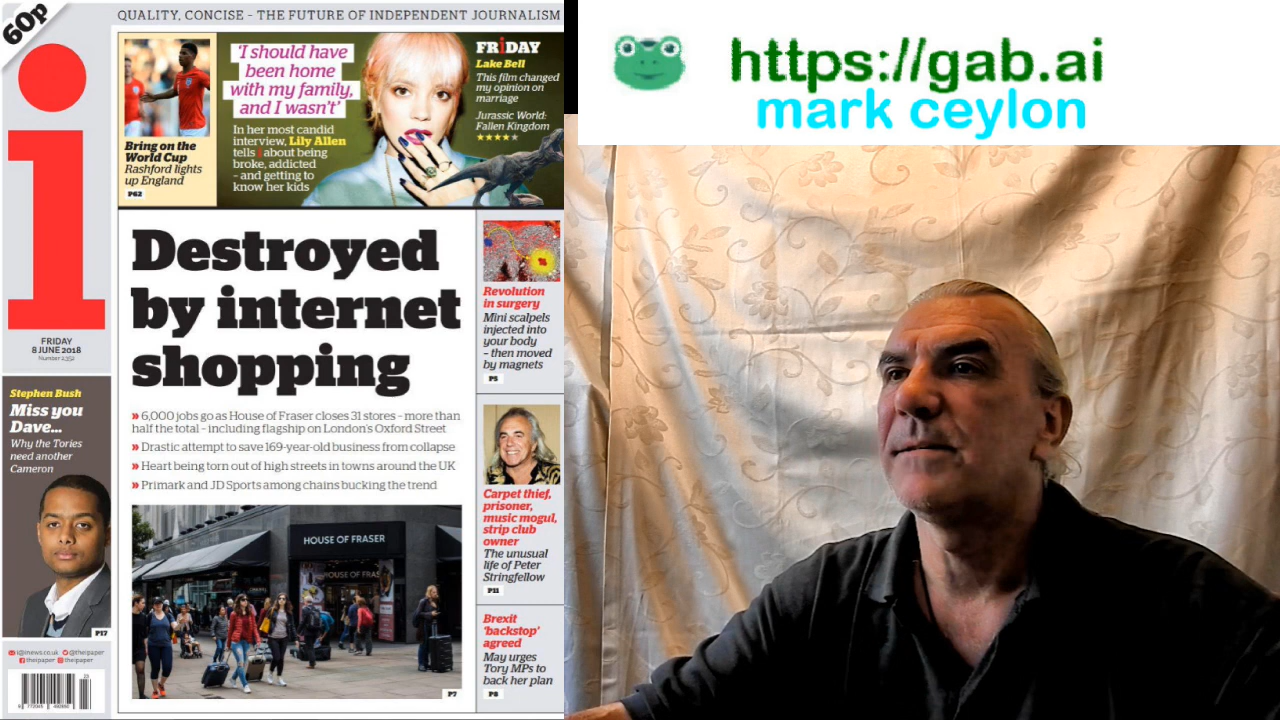 60p
QUALITY, CONCISE - THE FUTURE OF INDEPENDENT JOURNALISM
i
FRIDAY
8 JUNE 2018
Bring on the
World Cup
Rashford lights
up England
P62
'I should have
been home
with my family,
and I wasn't'
In her most candid
interview, Lily Allen
tells i about being
broke, addicted
– and getting to
know her kids
FRiDAY
Lake Bell
This film changed
my opinion on
marriage
Jurassic World:
Fallen Kingdom
★★★★★
Destroyed
by internet
shopping
» 6,000 jobs go as House of Fraser closes 31 stores – more than
half the total – including flagship on London's Oxford Street
» Drastic attempt to save 169-year-old business from collapse
» Heart being torn out of high streets in towns around the UK
» Primark and JD Sports among chains bucking the trend
HOUSE OF FRASER
HOUSE OF FRAS
P7
Revolution
in surgery
Mini scalpels
injected into
your body
– then moved
by magnets
P5
Carpet thief,
prisoner,
music mogul,
strip club
owner
The unusual
life of Peter
Stringfellow
P11
Brexit
'backstop'
agreed
May urges
Tory MPs to
back her plan
P8
Stephen Bush
Miss you
Dave...
Why the Tories
need another
Cameron
P17
i@inews.co.uk @theipaper
theipaper theipaper
https://gab.ai
mark ceylon